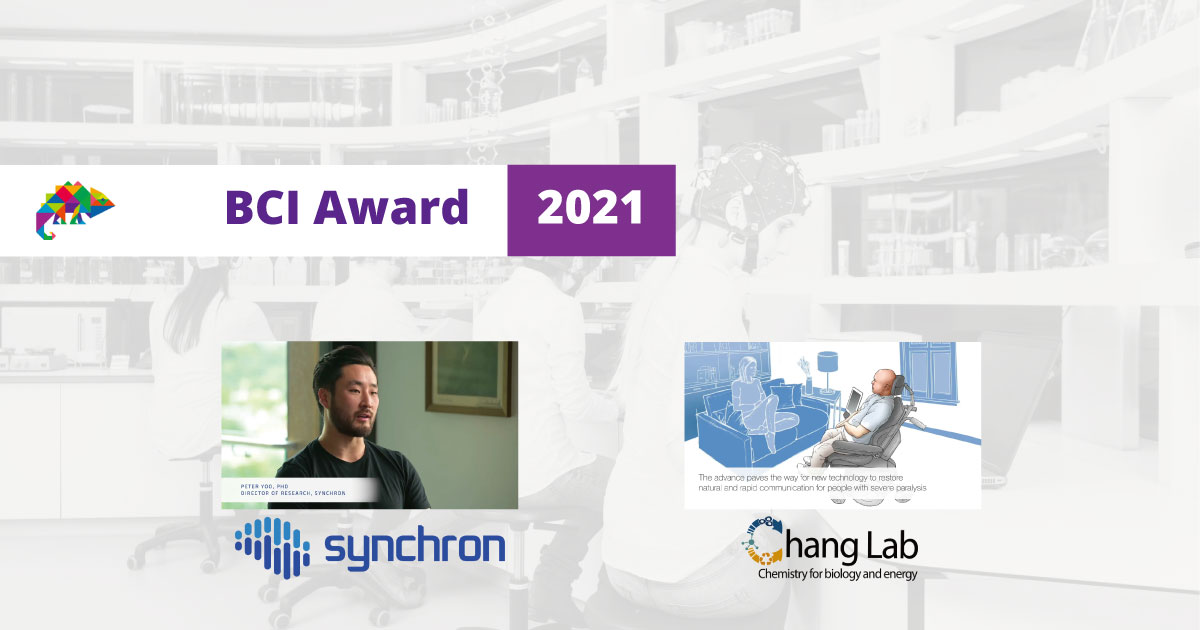 BCI Award 2021
PETER YOO, PHD
DIRECTOR OF RESEARCH, SYNCHRON
The advance paves the way for new technology to restore
natural and rapid communication for people with severe paralysis
synchron
Chang Lab
Chemistry for biology and energy